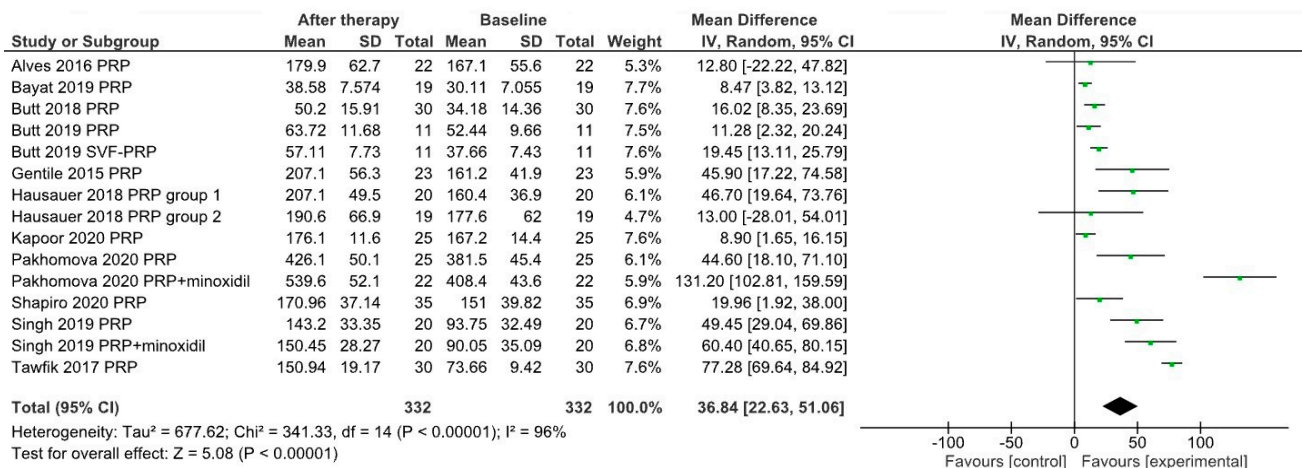 After therapy Baseline Mean Difference Mean Difference
Study or Subgroup Mean SD Total Mean SD Total Weight IV, Random, 95% CI IV, Random, 95% CI
Alves 2016 PRP 179.9 62.7 22 167.1 55.6 22 5.3% 12.80 [-22.22, 47.82]
Bayat 2019 PRP 38.58 7.574 19 30.11 7.055 19 7.7% 8.47 [3.82, 13.12]
Butt 2018 PRP 50.2 15.91 30 34.18 14.36 30 7.6% 16.02 [8.35, 23.69]
Butt 2019 PRP 63.72 11.68 11 52.44 9.66 11 7.5% 11.28 [2.32, 20.24]
Butt 2019 SVF-PRP 57.11 7.73 11 37.66 7.43 11 7.6% 19.45 [13.11, 25.79]
Gentile 2015 PRP 207.1 56.3 23 161.2 41.9 23 5.9% 45.90 [17.22, 74.58]
Hausauer 2018 PRP group 1 207.1 49.5 20 160.4 36.9 20 6.1% 46.70 [19.64, 73.76]
Hausauer 2018 PRP group 2 190.6 66.9 19 177.6 62 19 4.7% 13.00 [-28.01, 54.01]
Kapoor 2020 PRP 176.1 11.6 25 167.2 14.4 25 7.6% 8.90 [1.65, 16.15]
Pakhomova 2020 PRP 426.1 50.1 25 381.5 45.4 25 6.1% 44.60 [18.10, 71.10]
Pakhomova 2020 PRP+minoxidil 539.6 52.1 22 408.4 43.6 22 5.9% 131.20 [102.81, 159.59]
Shapiro 2020 PRP 170.96 37.14 35 151 39.82 35 6.9% 19.96 [1.92, 38.00]
Singh 2019 PRP 143.2 33.35 20 93.75 32.49 20 6.7% 49.45 [29.04, 69.86]
Singh 2019 PRP+minoxidil 150.45 28.27 20 90.05 35.09 20 6.8% 60.40 [40.65, 80.15]
Tawfik 2017 PRP 150.94 19.17 30 73.66 9.42 30 7.6% 77.28 [69.64, 84.92]
Total (95% CI) 332 332 100.0% 36.84 [22.63, 51.06]
Heterogeneity: Tau² = 677.62; Chi² = 341.33, df = 14 (P < 0.00001); I² = 96%
Test for overall effect: Z = 5.08 (P < 0.00001)
-100 -50 0 50 100
Favours [control] Favours [experimental]